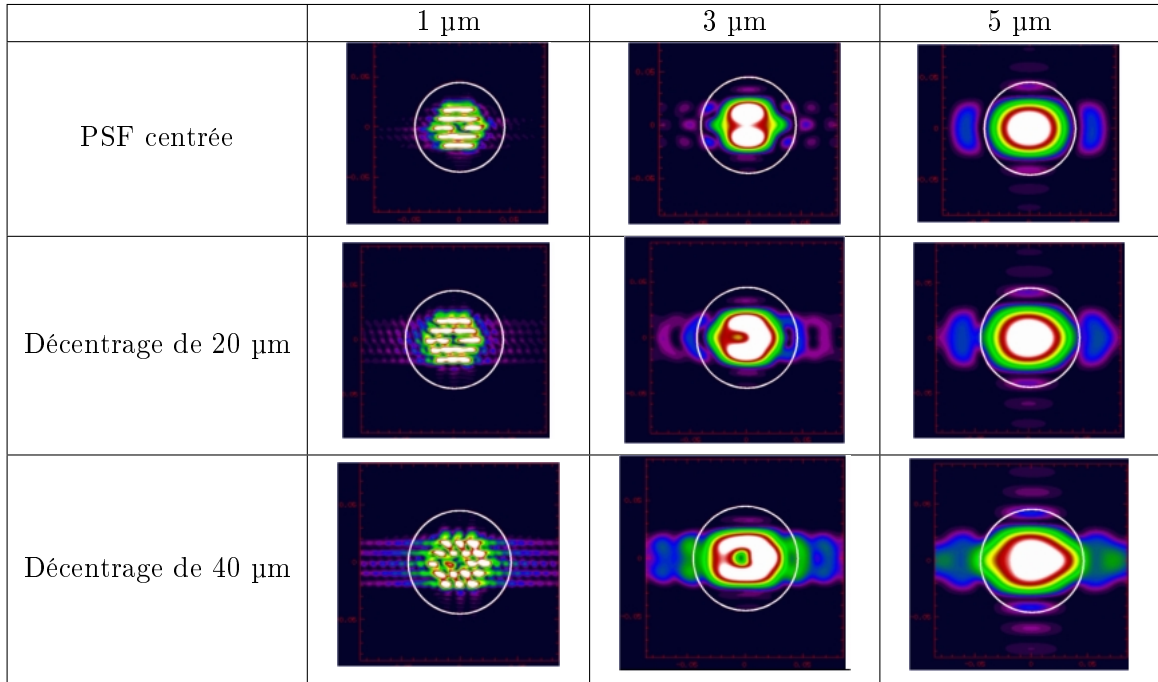 1 µm 3 µm 5 µm
PSF centrée
Décentrage de 20 µm
Décentrage de 40 µm